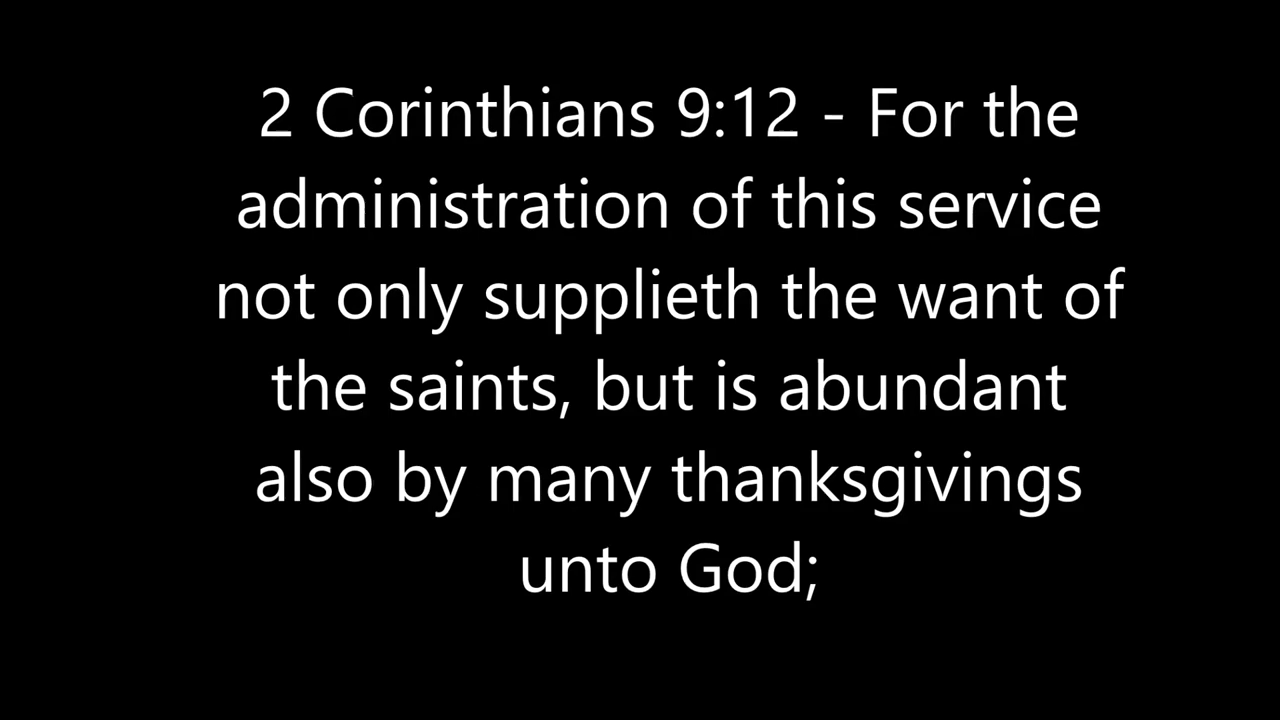 2 Corinthians 9:12 - For the
administration of this service
not only supplieth the want of
the saints, but is abundant
also by many thanksgivings
unto God;